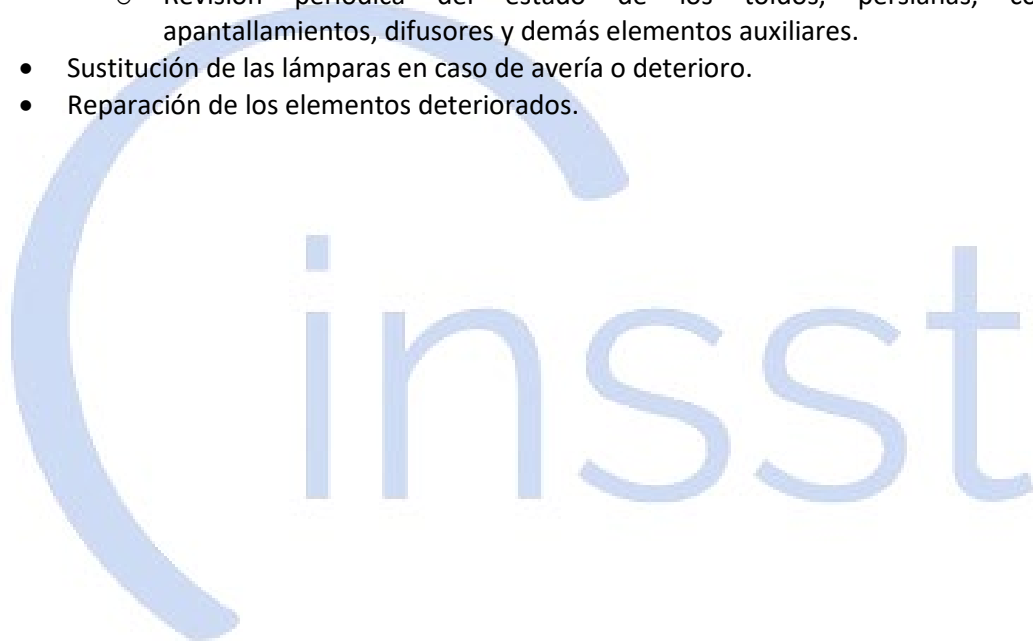 o Revisión periódica del estado de los toldos, persianas,
apantallamientos, difusores y demás elementos auxiliares.
• Sustitución de las lámparas en caso de avería o deterioro.
• Reparación de los elementos deteriorados.
insst